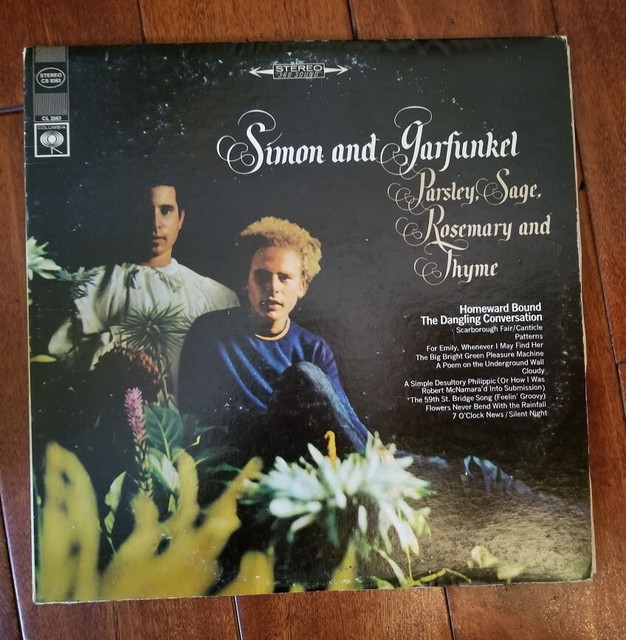 STEREO
CS 9363
CL 2563
COLUMBIA
STEREO
360 SOUND
Simon and Garfunkel
Parsley, Sage,
Rosemary and
Thyme
Homeward Bound
The Dangling Conversation
Scarborough Fair/Canticle
Patterns
For Emily, Whenever I May Find Her
The Big Bright Green Pleasure Machine
A Poem on the Underground Wall
Cloudy
A Simple Desultory Philippic (Or How I Was
Robert McNamara'd Into Submission)
*The 59th St. Bridge Song (Feelin' Groovy)
Flowers Never Bend With the Rainfall
7 O'Clock News/Silent Night